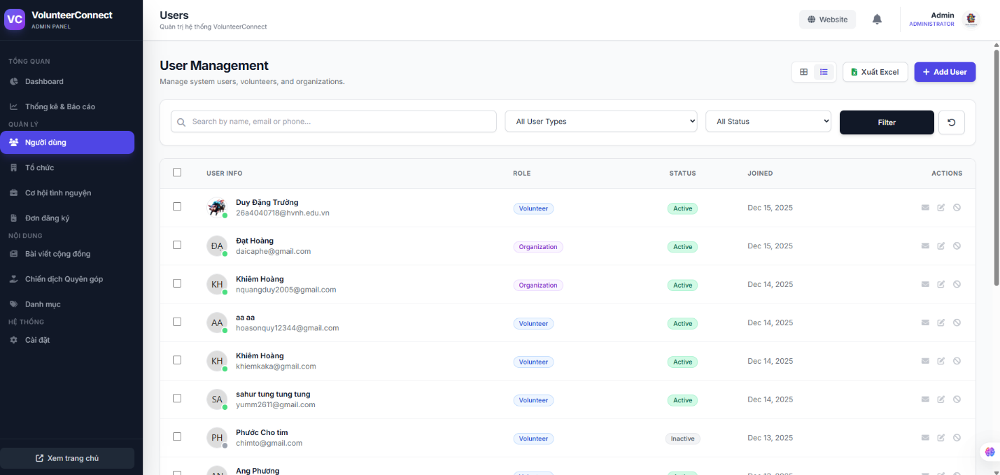 VC
VolunteerConnect
ADMIN PANEL
TỔNG QUAN
Dashboard
Thống kê & Báo cáo
QUẢN LÝ
Người dùng
Tổ chức
Cơ hội tình nguyện
Đơn đăng ký
NỘI DUNG
Bài viết cộng đồng
Chiến dịch Quyên góp
Danh mục
HỆ THỐNG
Cài đặt
Xem trang chủ
Users
Quản trị hệ thống VolunteerConnect
Website
Admin
ADMINISTRATOR
User Management
Manage system users, volunteers, and organizations.
Xuất Excel
+ Add User
Search by name, email or phone...
All User Types
All Status
Filter
USER INFO ROLE STATUS JOINED ACTIONS
Duy Đặng Trường
26a4040718@hvnh.edu.vn
Volunteer Active Dec 15, 2025
ĐẠ
Đạt Hoàng
daicaphe@gmail.com
Organization Active Dec 15, 2025
KH
Khiêm Hoàng
nquangduy2005@gmail.com
Organization Active Dec 14, 2025
AA
aa aa
hoasonquy12344@gmail.com
Volunteer Active Dec 14, 2025
KH
Khiêm Hoàng
khiemkaka@gmail.com
Volunteer Active Dec 14, 2025
SA
sahur tung tung tung
yumm2611@gmail.com
Volunteer Active Dec 14, 2025
PH
Phước Cho tim
chimto@gmail.com
Volunteer Inactive Dec 13, 2025
Ang Phương